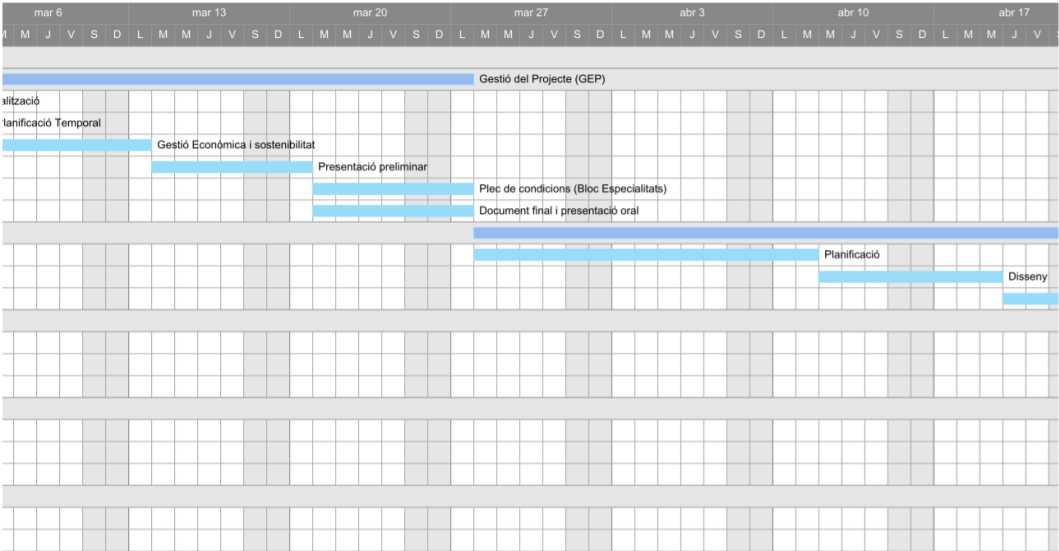 mar 6 mar 13 mar 20 mar 27 abr 3 abr 10 abr 17
M M J V S D L M M J V S D L M M J V S D L M M J V S D L M M J V S D L M M J V S D L M M J V
Gestió del Projecte (GEP)
alització
Planificació Temporal
Gestió Econòmica i sostenibilitat
Presentació preliminar
Plec de condicions (Bloc Especialitats)
Document final i presentació oral
Planificació
Disseny